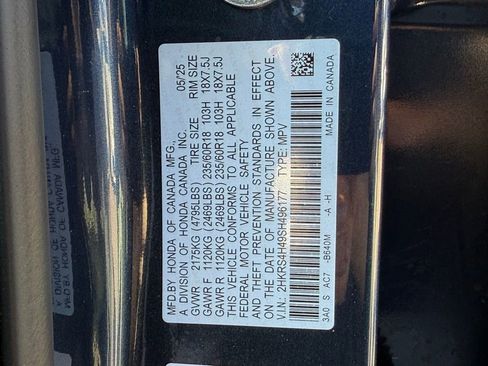 MFD.BY HONDA OF CANADA MFG., 05/25
A DIVISION OF HONDA CANADA INC.
GVWR 2175KG (4795LBS) TIRE SIZE RIM SIZE
GAWR F 1120KG (2469LBS) 235/60R18 103H 18X7.5J
GAWR R 1120KG (2469LBS) 235/60R18 103H 18X7.5J
THIS VEHICLE CONFORMS TO ALL APPLICABLE
FEDERAL MOTOR VEHICLE SAFETY
AND THEFT PREVENTION STANDARDS IN EFFECT
ON THE DATE OF MANUFACTURE SHOWN ABOVE.
V.I.N.: 2HKRS4H49SH496177 TYPE: MPV
3A0 S AC7 -B640M -A -H MADE IN CANADA